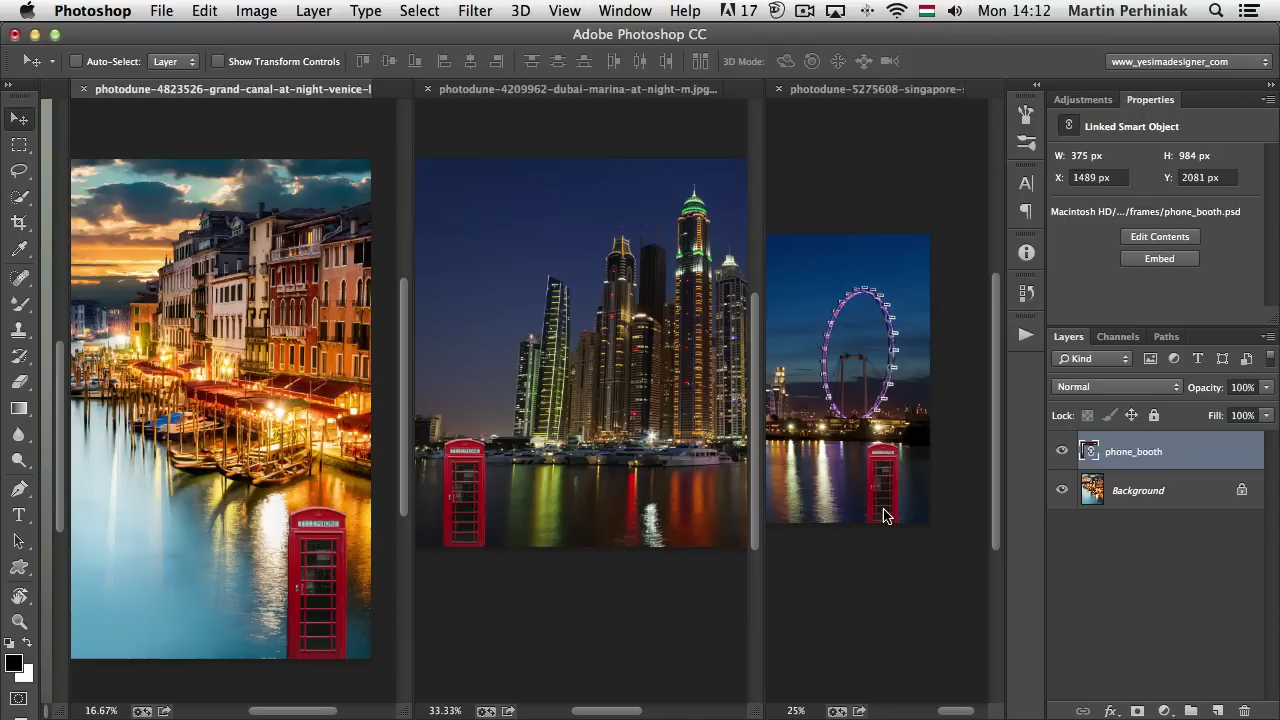 Photoshop File Edit Image Layer Type Select Filter 3D View Window Help 17 Mon 14:12 Martin Perhiniak
Adobe Photoshop CC
Auto-Select: Layer Show Transform Controls 3D Mode: www_yesimadesigner_com
× photodune-4823526-grand-canal-at-night-venice-l × photodune-4209962-dubai-marina-at-night-m.jpg... × photodune-5275608-singapore-
Adjustments Properties
Linked Smart Object
W: 375 px H: 984 px
X: 1489 px Y: 2081 px
Macintosh HD/.../frames/phone_booth.psd
Edit Contents
Embed
Layers Channels Paths
Kind
Normal Opacity: 100%
Lock: Fill: 100%
phone_booth
Background
TELEPHONE
TELEPHONE
TELEPHONE
16.67% 33.33% 25%